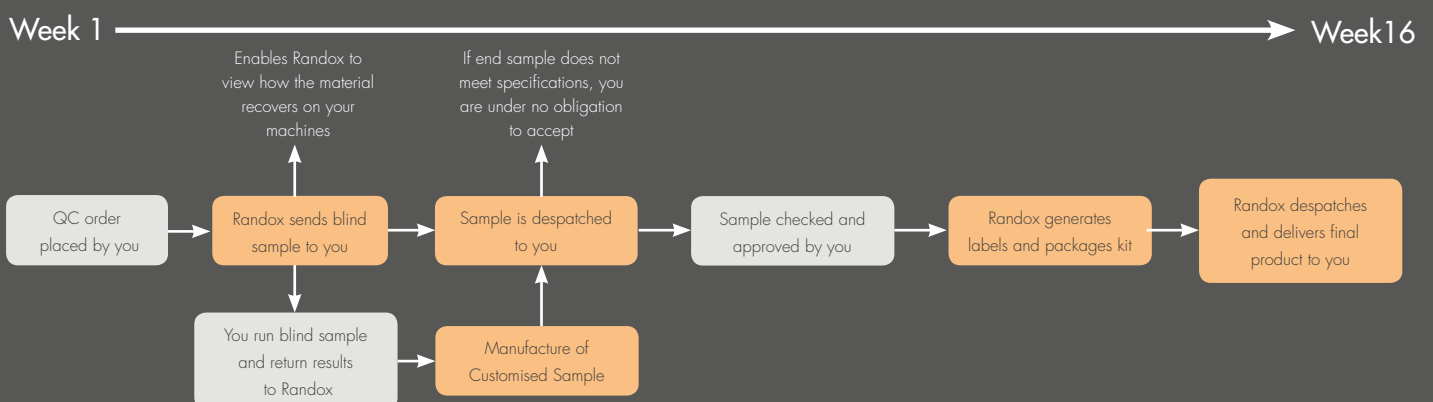 Week 1
Week16
Enables Randox to
view how the material
recovers on your
machines
If end sample does not
meet specifications, you
are under no obligation
to accept
QC order
placed by you
Randox sends blind
sample to you
Sample is despatched
to you
Sample checked and
approved by you
Randox generates
labels and packages kit
Randox despatches
and delivers final
product to you
You run blind sample
and return results
to Randox
Manufacture of
Customised Sample